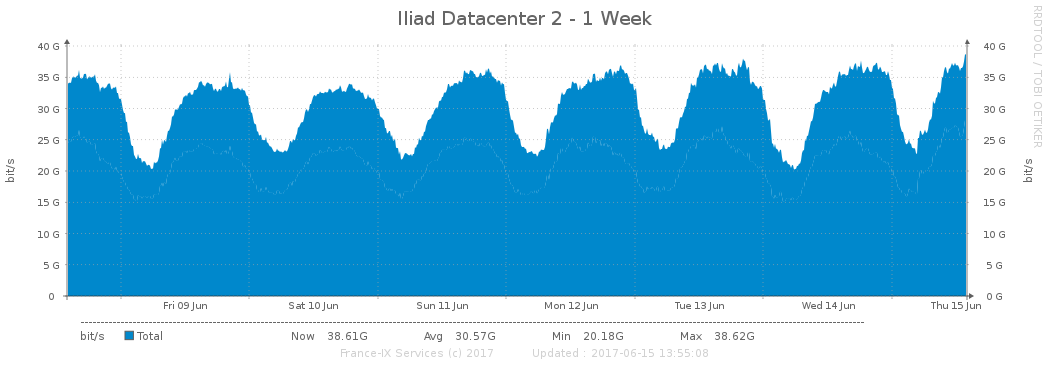 Iliad Datacenter 2 - 1 Week
RRDTOOL / TOBI OETIKER
40 G 40 G
35 G 35 G
30 G 30 G
25 G 25 G
20 G 20 G
15 G 15 G
10 G 10 G
5 G 5 G
0 0 G
bit/s bit/s
Fri 09 Jun Sat 10 Jun Sun 11 Jun Mon 12 Jun Tue 13 Jun Wed 14 Jun Thu 15 Jun
bit/s Total Now 38.61G Avg 30.57G Min 20.18G Max 38.62G
France-IX Services (c) 2017 Updated : 2017-06-15 13:55:08